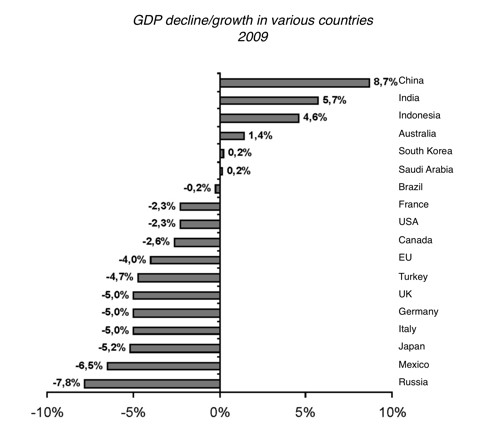 GDP decline/growth in various countries
2009
8,7% China
5,7% India
4,6% Indonesia
1,4% Australia
0,2% South Korea
0,2% Saudi Arabia
-0,2% Brazil
-2,3% France
-2,3% USA
-2,6% Canada
-4,0% EU
-4,7% Turkey
-5,0% UK
-5,0% Germany
-5,0% Italy
-5,2% Japan
-6,5% Mexico
-7,8% Russia
-10% -5% 0% 5% 10%